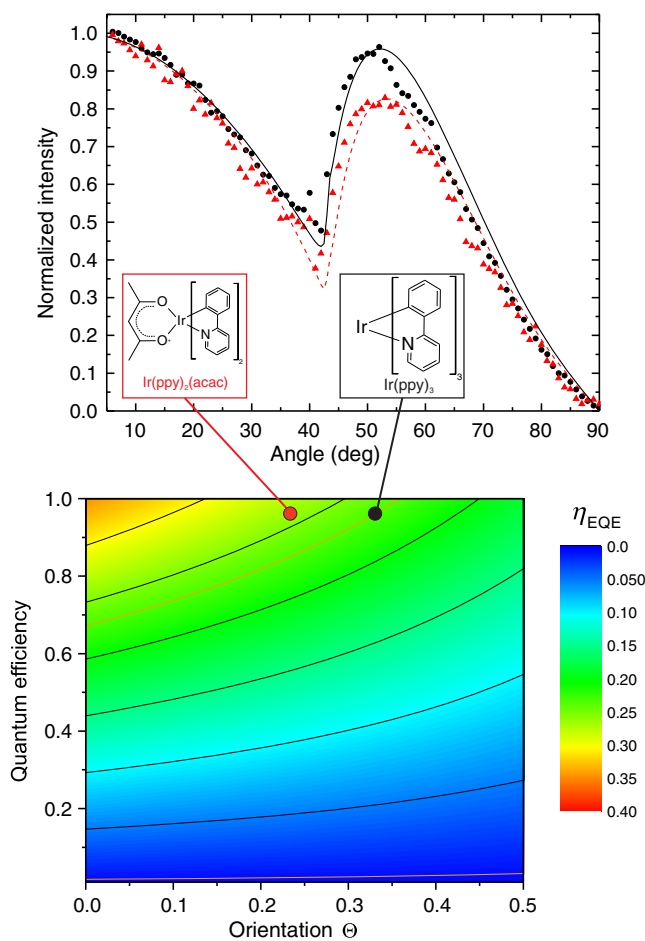 Normalized intensity
1.0
0.9
0.8
0.7
0.6
0.5
0.4
0.3
0.2
0.1
0.0
O
Ir
N
O⁺
2
Ir(ppy)₂(acac)
Ir
N
3
Ir(ppy)₃
10 20 30 40 50 60 70 80 90
Angle (deg)
Quantum efficiency
1.0
0.8
0.6
0.4
0.2
0.0 0.1 0.2 0.3 0.4 0.5
Orientation Θ
η_EQE
0.0
0.050
0.10
0.15
0.20
0.25
0.30
0.35
0.40